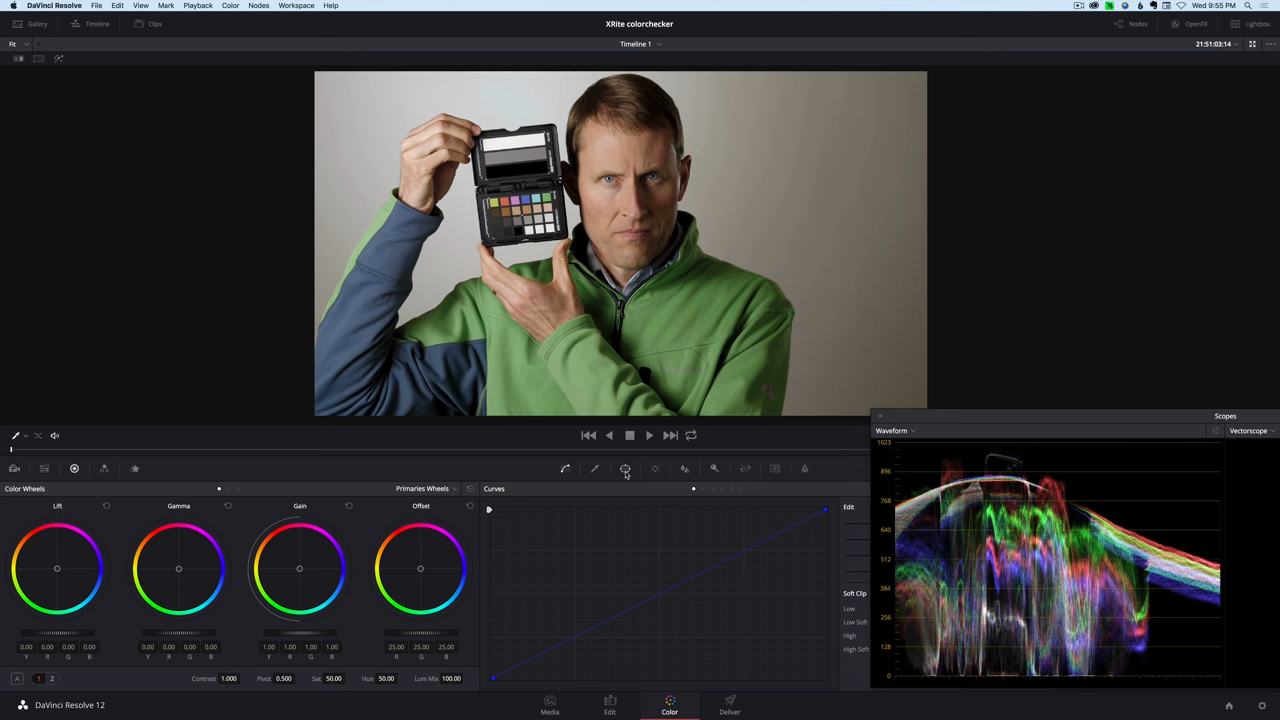 DaVinci Resolve File Edit View Mark Playback Color Nodes Workspace Help Wed 9:55 PM
Gallery Timeline Clips XRite colorchecker Nodes OpenFX Lightbox
Fit Timeline 1 21:51:03:14
Scopes
Waveform Vectorscope
1023
896
768
640
512
384
256
128
0
Color Wheels Primaries Wheels Curves
Lift Gamma Gain Offset Edit
Soft Clip
Low
Low Soft
High
High Soft
0.00 0.00 0.00 0.00 0.00 0.00 0.00 0.00 1.00 1.00 1.00 1.00 25.00 25.00 25.00
Y R G B Y R G B Y R G B R G B
A 1 2 Contrast 1.000 Pivot 0.500 Sat 50.00 Hue 50.00 Lum Mix 100.00
DaVinci Resolve 12 Media Edit Color Deliver